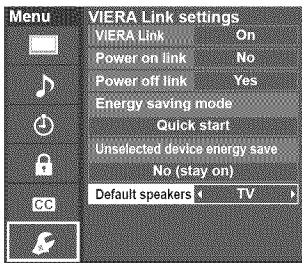 Menu
VIERA Link settings
VIERA Link On
Power on link No
Power off link Yes
Energy saving mode
Quick start
Unselected device energy save
No (stay on)
Default speakers TV
CC